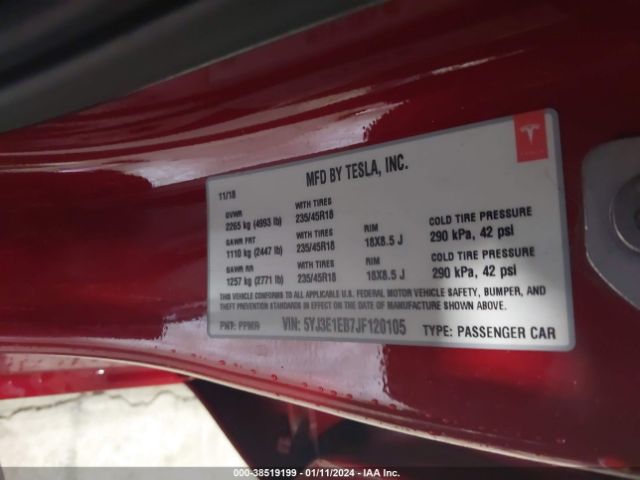 MFD BY TESLA, INC.
11/18
GVWR WITH TIRES
2265 kg (4993 lb) 235/45R18
GAWR FRT WITH TIRES RIM COLD TIRE PRESSURE
1110 kg (2447 lb) 235/45R18 18X8.5 J 290 kPa, 42 psi
GAWR RR WITH TIRES RIM COLD TIRE PRESSURE
1257 kg (2771 lb) 235/45R18 18X8.5 J 290 kPa, 42 psi
THIS VEHICLE CONFORMS TO ALL APPLICABLE U.S. FEDERAL MOTOR VEHICLE SAFETY, BUMPER, AND
THEFT PREVENTION STANDARDS IN EFFECT ON THE DATE OF MANUFACTURE SHOWN ABOVE.
PNT: PPMR VIN: 5YJ3E1EB7JF120105 TYPE: PASSENGER CAR
000-38519199 - 01/11/2024 - IAA Inc.